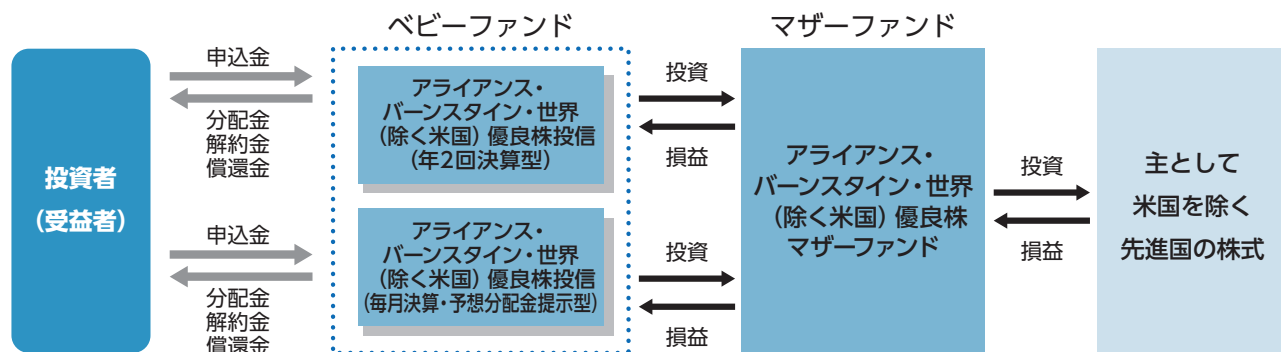 ベビーファンド
マザーファンド
投資者
(受益者)
申込金
分配金
解約金
償還金
申込金
分配金
解約金
償還金
アライアンス・
バーンスタイン・世界
(除く米国) 優良株投信
(年2回決算型)
アライアンス・
バーンスタイン・世界
(除く米国) 優良株投信
(毎月決算・予想分配金提示型)
投資
損益
投資
損益
アライアンス・
バーンスタイン・世界
(除く米国) 優良株
マザーファンド
投資
損益
主として
米国を除く
先進国の株式